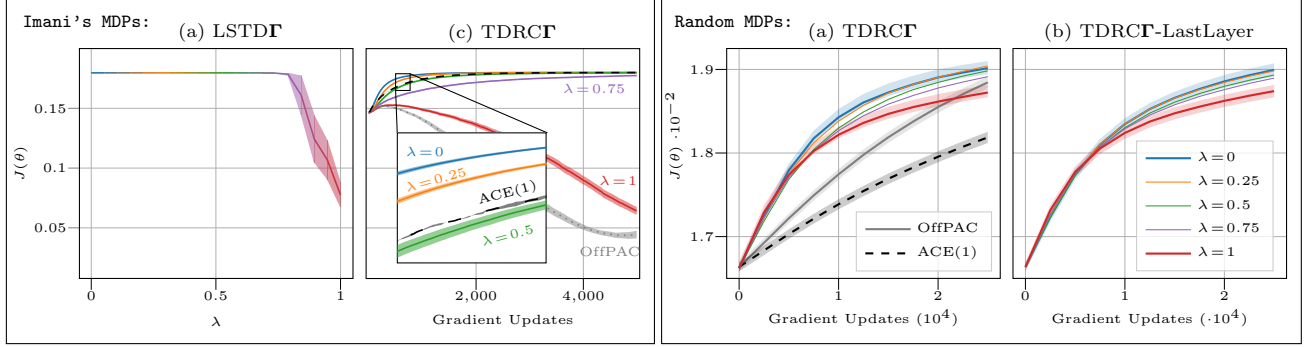 Imani's MDPs:
(a) LSTDΓ
(c) TDRCΓ
J(θ)
0.15
0.1
0.05
0
0.5
1
λ
λ=0.75
λ=0
λ=0.25
ACE(1)
λ=0.5
λ=1
OffPAC
2,000
4,000
Gradient Updates
Random MDPs:
(a) TDRCΓ
(b) TDRCΓ-LastLayer
J(θ) ·10⁻²
1.9
1.8
1.7
OffPAC
ACE(1)
0
1
2
Gradient Updates (10⁴)
λ=0
λ=0.25
λ=0.5
λ=0.75
λ=1
0
1
2
Gradient Updates (·10⁴)